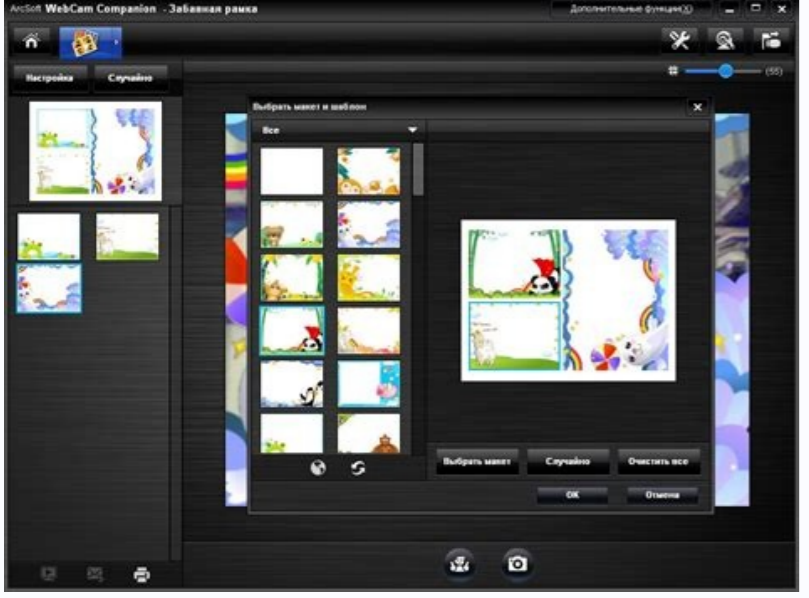 ArcSoft WebCam Companion - Забавная рамка
Дополнительные функции(X)
Настройка Случайно
(55)
Выбрать макет и шаблон
Все
Выбрать макет Случайно Очистить все
OK Отмена